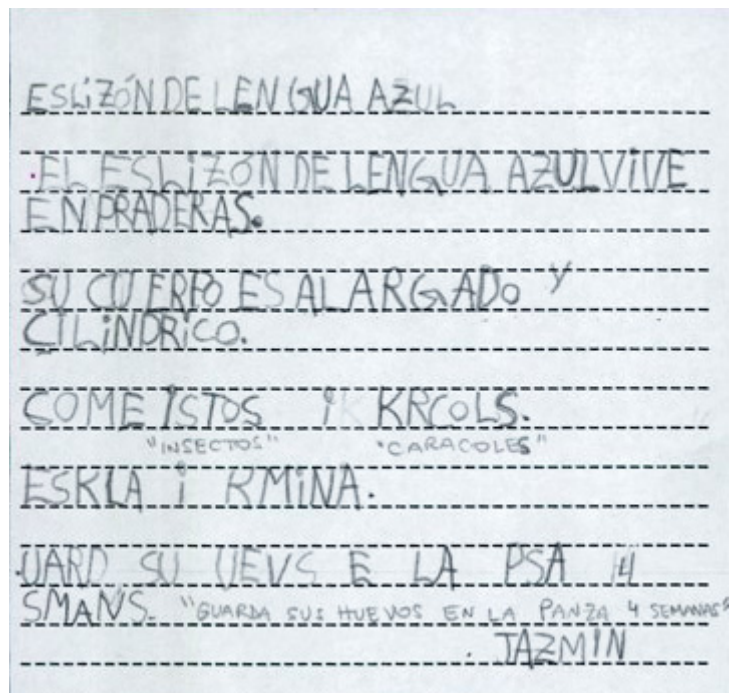 ESLIZÓN DE LENGUA AZUL
EL ESLIZÓN DE LENGUA AZUL VIVE
EN PRADERAS.
SU CUERPO ES ALARGADO Y
CILINDRICO.
COME ISTOS I KRCOLS.
"INSECTOS" "CARACOLES"
ESKLA I KMINA.
UARD SU UEVS E LA PSA 4
SMANS. "GUARDA SUS HUEVOS EN LA PANZA 4 SEMANAS"
JAZMIN